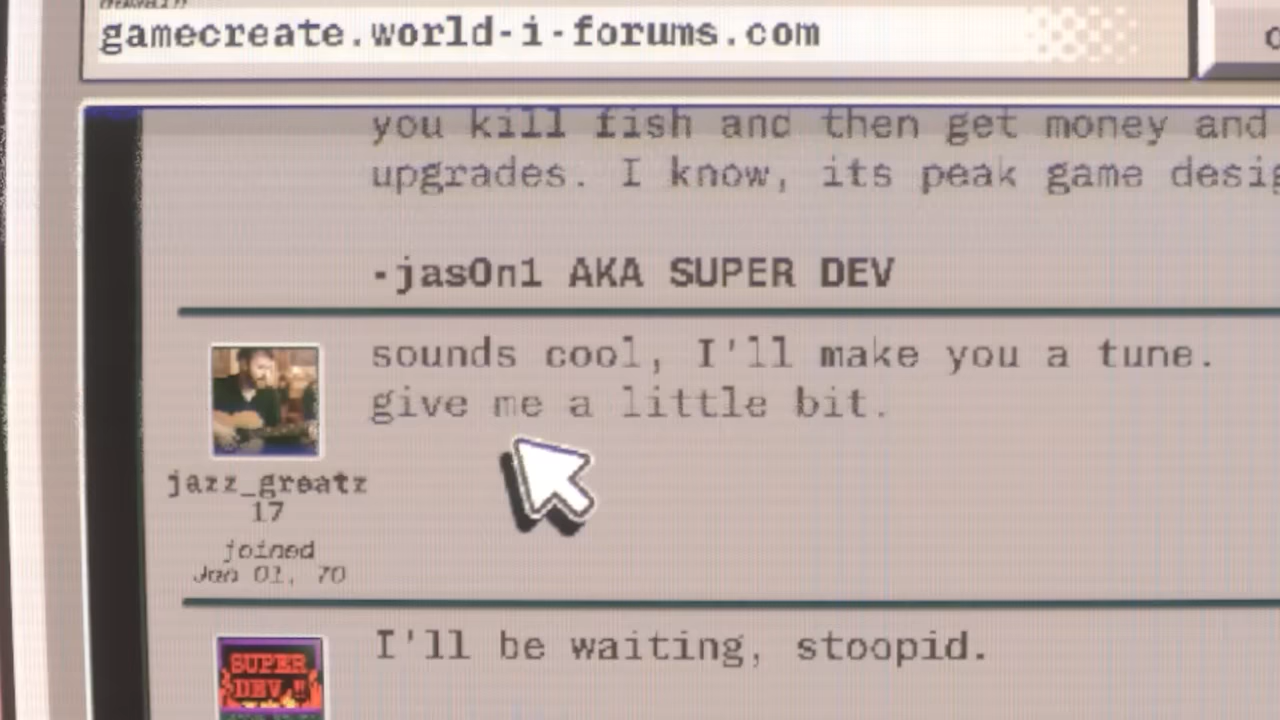 gamecreate.world-i-forums.com
you kill fish and then get money and
upgrades. I know, its peak game
-jas0n1 AKA SUPER DEV
sounds cool, I'll make you a tune.
give me a little bit.
jazz_greatz
17
joined
Jan 01, 70
I'll be waiting, stoopid.
SUPER
DEV !!